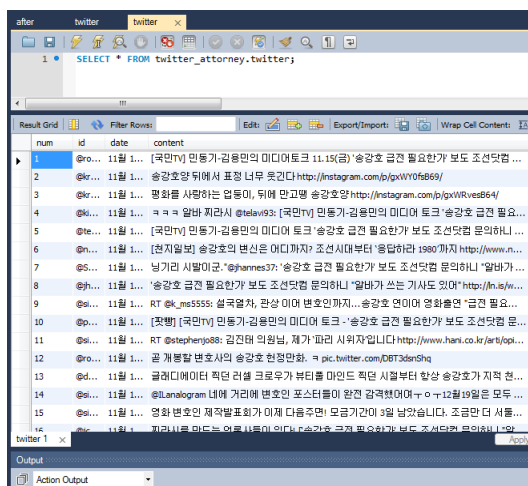 after twitter twitter ×
1 SELECT * FROM twitter_attorney.twitter;
Result Grid Filter Rows: Edit: Export/Import: Wrap Cell Content:
num id date content
1 @ro... 11월 1... [국민TV] 민동기-김용민의 미디어토크 11.15(금) '송강호 급전 필요한가' 보도 조선닷컴 ...
2 @kr... 11월 1... 송강호양 뒤에서 표정 너무 웃긴다 http://instagram.com/p/gxWY0fsB69/
3 @kr... 11월 1... 평화를 사랑하는 업둥이, 뒤에 만고땡 송강호양 http://instagram.com/p/gxWRvesB64/
4 @ki... 11월 1... ㅋㅋㅋ 알바 찌라시 @telavi93: [국민TV] 민동기-김용민의 미디어 토크 '송강호 급전 필요...
5 @te... 11월 1... [국민TV] 민동기-김용민의 미디어 토크 '송강호 급전 필요한가' 보도 조선닷컴 문의하니 ...
6 @n... 11월 1... [천지일보] 송강호의 변신은 어디까지? 조선시대부터 '응답하라 1980'까지 http://www.n...
7 @S... 11월 1... 닝기리 시발이군."@jhannes37: '송강호 급전 필요한가' 보도 조선닷컴 문의하니 "알바가 ...
8 @jh... 11월 1... '송강호 급전 필요한가' 보도 조선닷컴 문의하니 "알바가 쓰는 기사도 있어" http://ln.is/w...
9 @si... 11월 1... RT @k_ms5555: 설국열차, 관상 이어 변호인까지...송강호 연이어 영화출연 "급전 필요...
10 @p... 11월 1... [팟빵] [국민TV] 민동기-김용민의 미디어 토크 - '송강호 급전 필요한가' 보도 조선닷컴 문...
11 @si... 11월 1... RT @stephenjo88: 김진태 의원님, 제가 '파리 시위자'입니다 http://www.hani.co.kr/arti/opi...
12 @ro... 11월 1... 곧 개봉할 변호사의 송강호 헌정만화. ㅋ pic.twitter.com/DBT3dsnShq
13 @d... 11월 1... 글래디에이터 찍던 러셀 크로우가 뷰티풀 마인드 찍던 시절부터 항상 송강호가 지적 천...
14 @si... 11월 1... @ILanalogram 네에 거리에 변호인 포스터들이 완전 감격했어여ㅜㅇㅜ12월19일은 모두 ...
15 @si... 11월 1... 영화 변호인 제작발표회가 이제 다음주면! 모금기간이 3일 남았습니다. 조금만 더 서둘...
16 11월 1...
twitter 1 × Apply
Output
Action Output